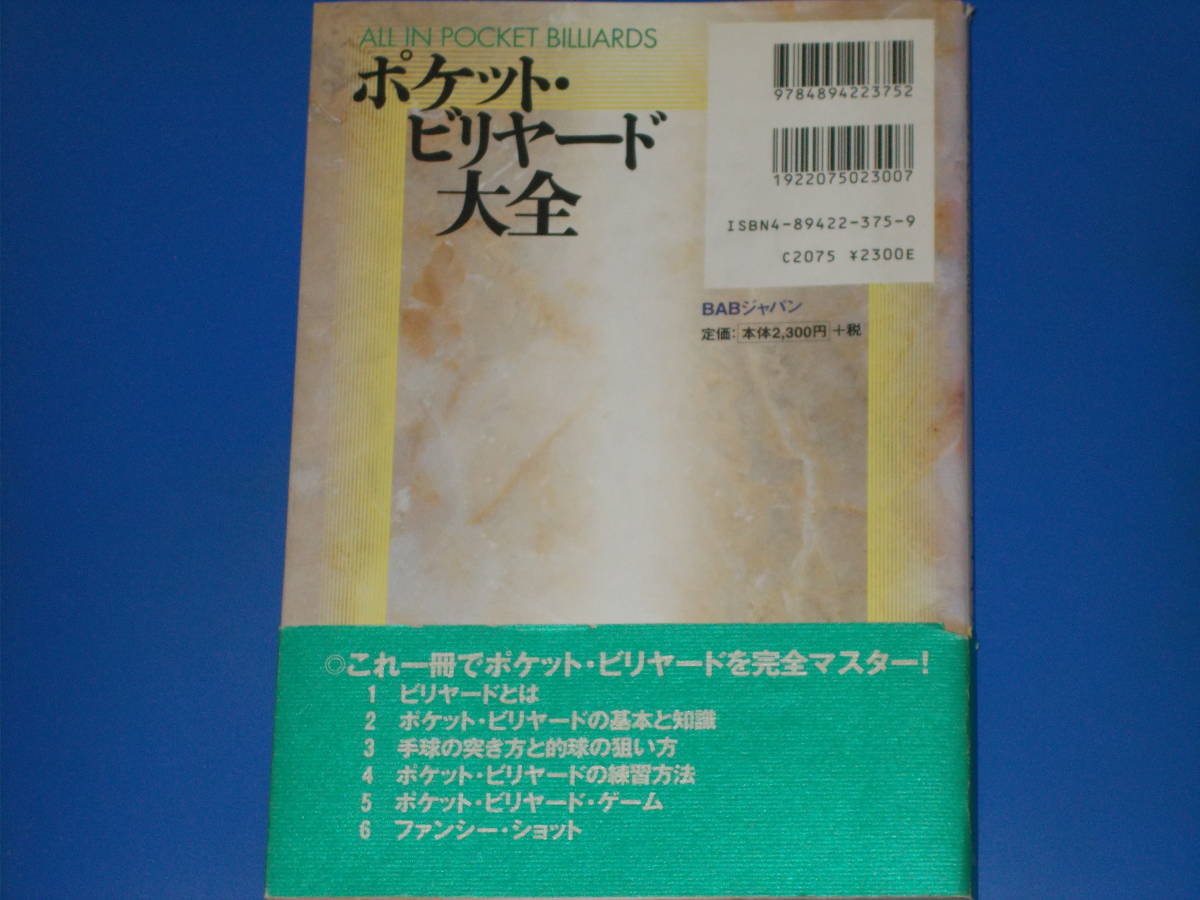 ALL IN POCKET BILLIARDS
ポケット・
ビリヤード
大全
9784894223752
1922075023007
ISBN4-89422-375-9
C2075 ¥2300E
BABジャパン
定価: 本体2,300円 +税
◎これ一冊でポケット・ビリヤードを完全マスター!
1 ビリヤードとは
2 ポケット・ビリヤードの基本と知識
3 手球の突き方と的球の狙い方
4 ポケット・ビリヤードの練習方法
5 ポケット・ビリヤード・ゲーム
6 ファンシー・ショット